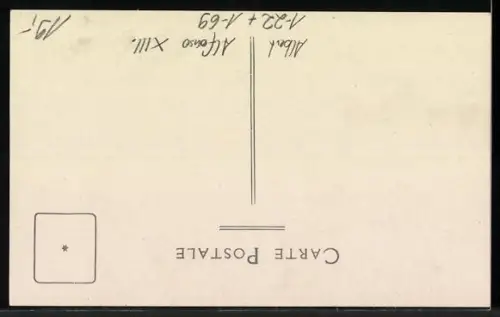 CARTE POSTALE
*
Albert Alfonso XIII.
1-22 + 1-69
19,-